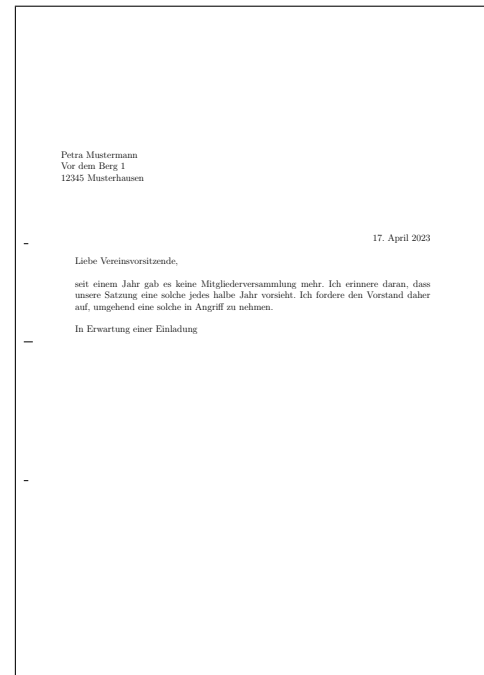 Petra Mustermann
Vor dem Berg 1
12345 Musterhausen
17. April 2023
Liebe Vereinsvorsitzende,
seit einem Jahr gab es keine Mitgliederversammlung mehr. Ich erinnere daran, dass
unsere Satzung eine solche jedes halbe Jahr vorsieht. Ich fordere den Vorstand daher
auf, umgehend eine solche in Angriff zu nehmen.
In Erwartung einer Einladung